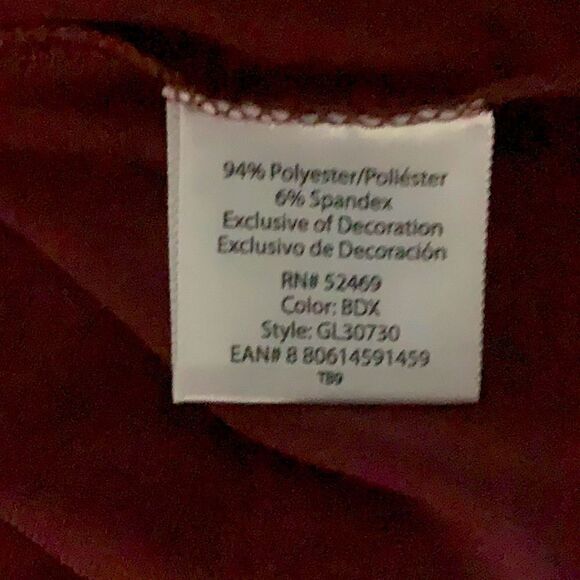 94% Polyester/Poliéster
6% Spandex
Exclusive of Decoration
Exclusivo de Decoración
RN# 52469
Color: BDX
Style: GL30730
EAN# 8 80614591459
TB9